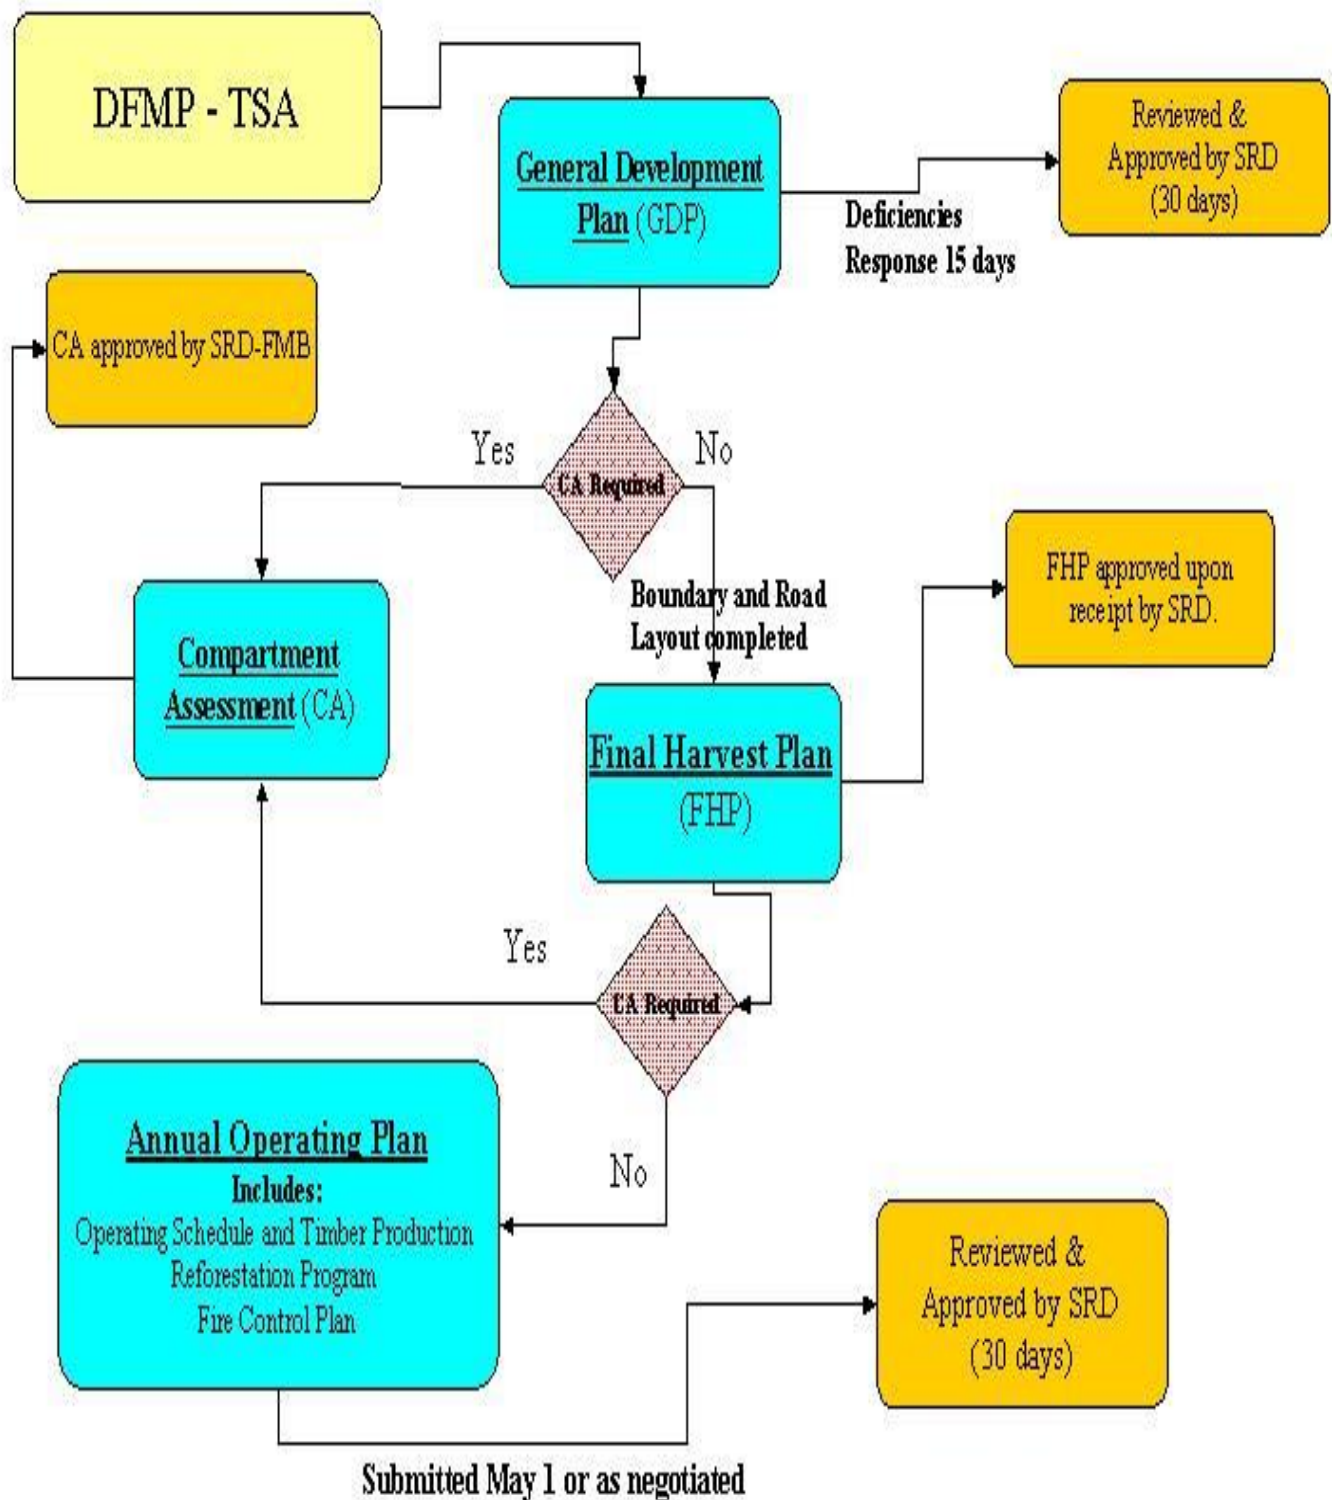 DFMP - TSA
General Development
Plan (GDP)
Reviewed &
Approved by SRD
(30 days)
Deficiencies
Response 15 days
CA approved by SRD-FMB
Yes
No
CA Required
Boundary and Road
Layout completed
FHP approved upon
receipt by SRD.
Compartment
Assessment (CA)
Final Harvest Plan
(FHP)
Yes
CA Required
No
Annual Operating Plan
Includes:
Operating Schedule and Timber Production
Reforestation Program
Fire Control Plan
Reviewed &
Approved by SRD
(30 days)
Submitted May 1 or as negotiated